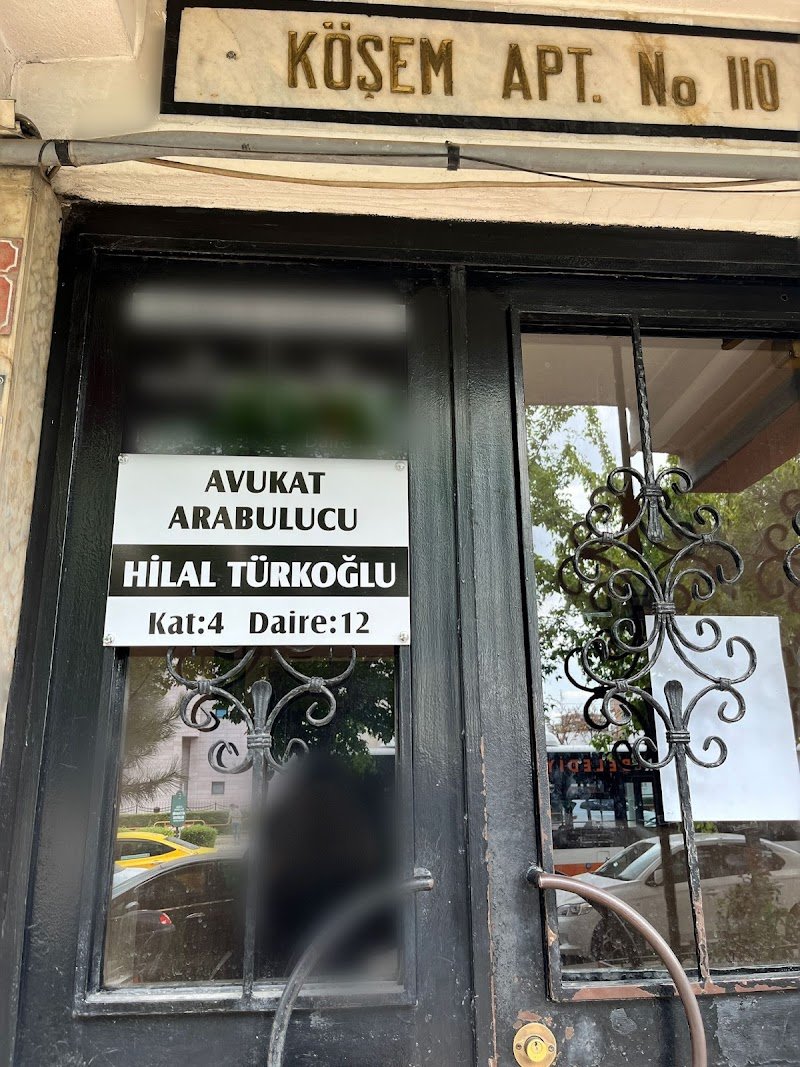 KÖŞEM APT. No 110
AVUKAT
ARABULUCU
HİLAL TÜRKOĞLU
Kat:4 Daire:12